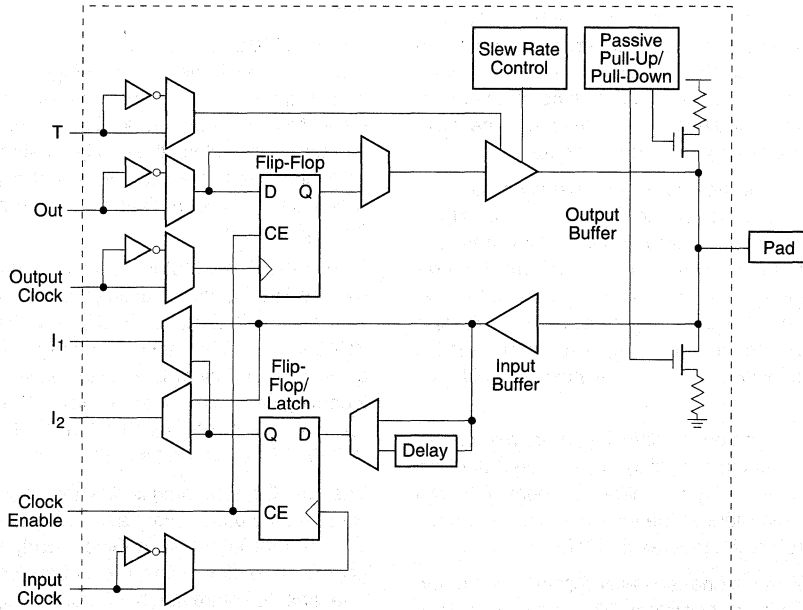 Slew Rate
Control
Passive
Pull-Up/
Pull-Down
T
Flip-Flop
D
Q
Out
CE
Output
Buffer
Output
Clock
Pad
I1
Input
Buffer
Flip-
Flop/
Latch
I2
Q
D
Delay
Clock
Enable
CE
Input
Clock